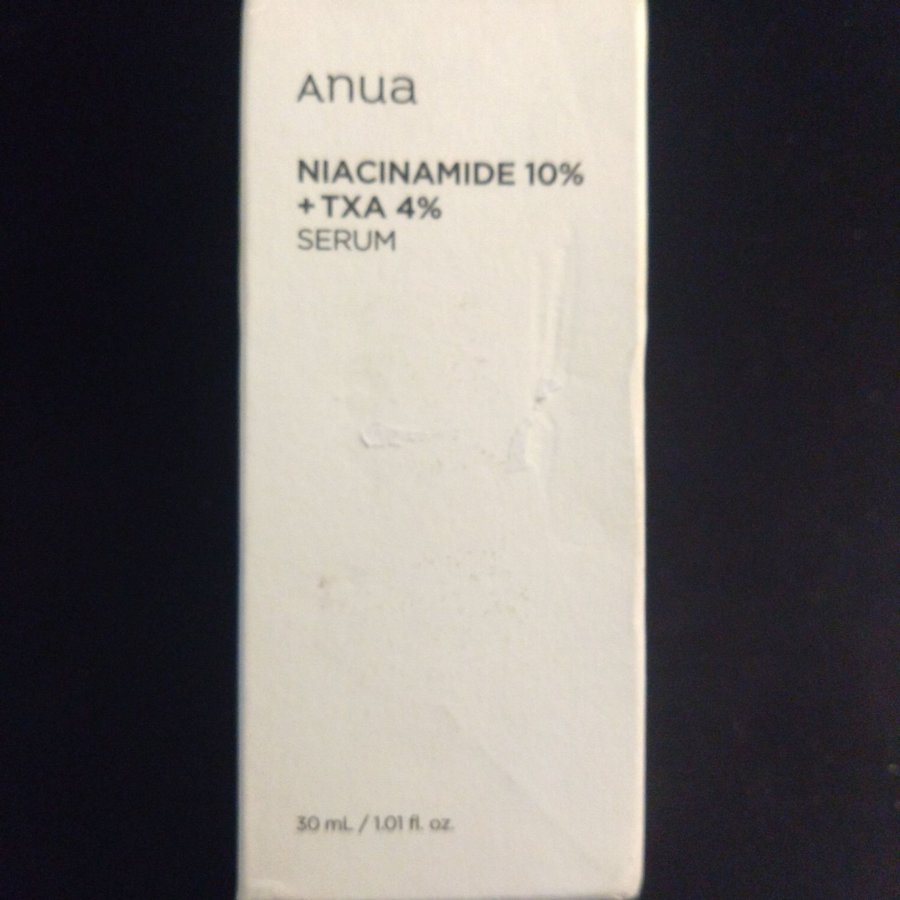 Anua
NIACINAMIDE 10%
+ TXA 4%
SERUM
30 mL / 1.01 fl. oz.